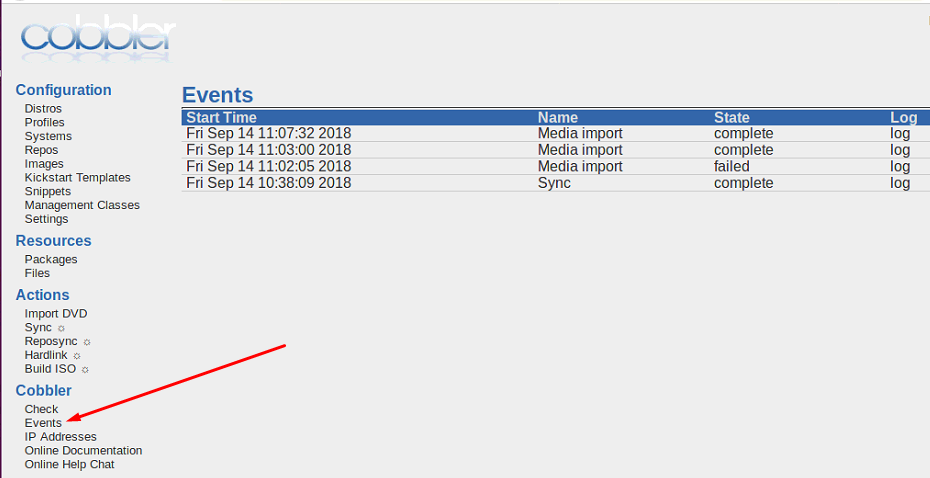 cobbler
Configuration
Distros
Profiles
Systems
Repos
Images
Kickstart Templates
Snippets
Management Classes
Settings
Resources
Packages
Files
Actions
Import DVD
Sync ☼
Reposync ☼
Hardlink ☼
Build ISO ☼
Cobbler
Check
Events
IP Addresses
Online Documentation
Online Help Chat
Events
Start Time Name State Log
Fri Sep 14 11:07:32 2018 Media import complete log
Fri Sep 14 11:03:00 2018 Media import complete log
Fri Sep 14 11:02:05 2018 Media import failed log
Fri Sep 14 10:38:09 2018 Sync complete log